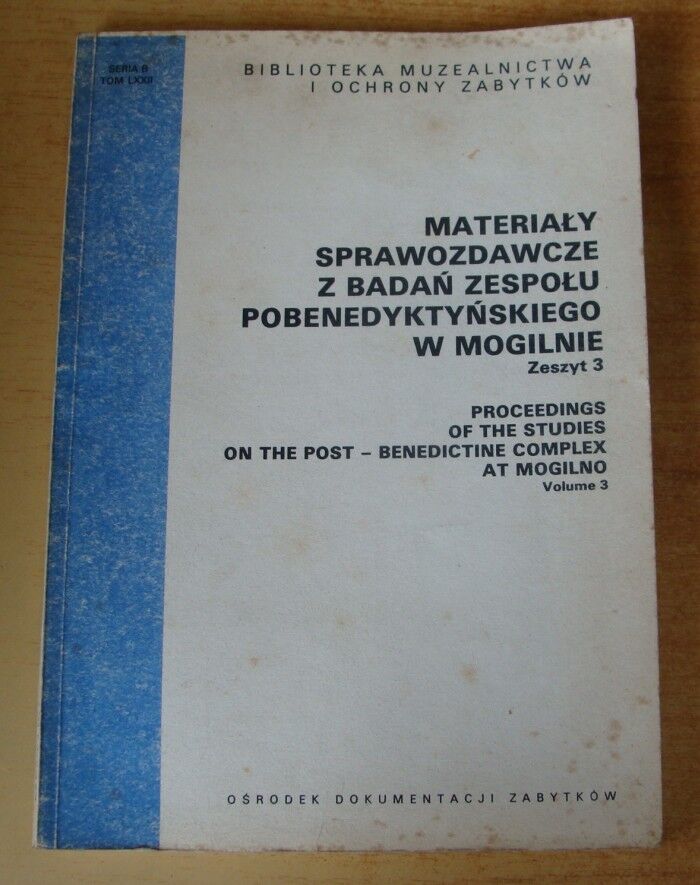 SERIA B
TOM LXXII
BIBLIOTEKA MUZEALNICTWA
I OCHRONY ZABYTKÓW
MATERIAŁY
SPRAWOZDAWCZE
Z BADAŃ ZESPOŁU
POBENEDYKTYŃSKIEGO
W MOGILNIE
Zeszyt 3
PROCEEDINGS
OF THE STUDIES
ON THE POST – BENEDICTINE COMPLEX
AT MOGILNO
Volume 3
OŚRODEK DOKUMENTACJI ZABYTKÓW